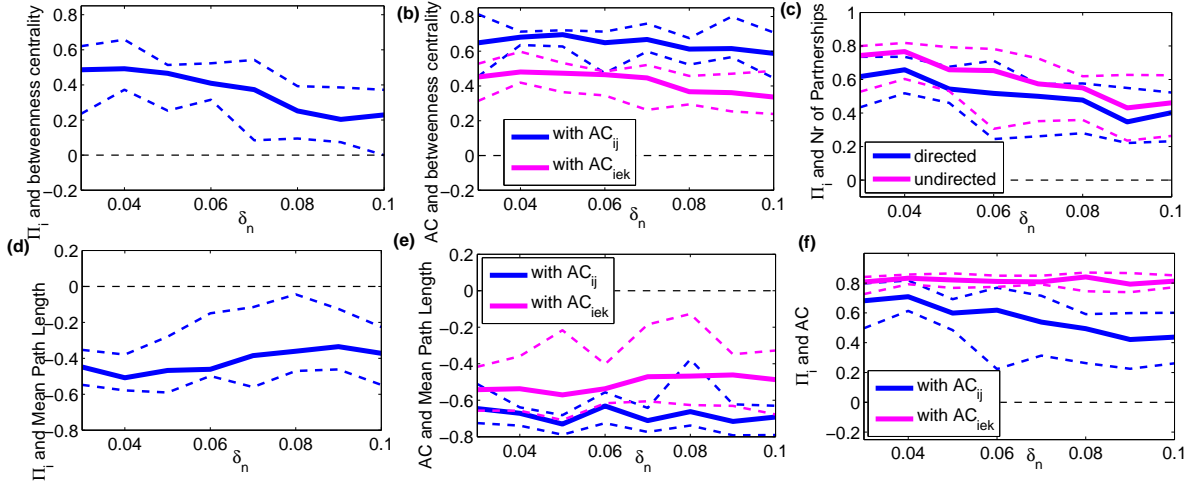 (a)
Π_i and betweenness centrality
0.8
0.6
0.4
0.2
0
−0.2
0.04
0.06
0.08
0.1
δ_n
(b)
AC and betweenness centrality
0.8
0.6
0.4
0.2
0
−0.2
with AC_ij
with AC_iek
0.04
0.06
0.08
0.1
δ_n
(c)
Π_i and Nr of Partnerships
1
0.8
0.6
0.4
0.2
0
directed
undirected
0.04
0.06
0.08
0.1
δ_n
(d)
Π_i and Mean Path Length
0.2
0
−0.2
−0.4
−0.6
−0.8
0.04
0.06
0.08
0.1
δ_n
(e)
AC and Mean Path Length
0.2
0
−0.2
−0.4
−0.6
−0.8
with AC_ij
with AC_iek
0.04
0.06
0.08
0.1
δ_n
(f)
Π_i and AC
1
0.8
0.6
0.4
0.2
0
−0.2
with AC_ij
with AC_iek
0.04
0.06
0.08
0.1
δ_n